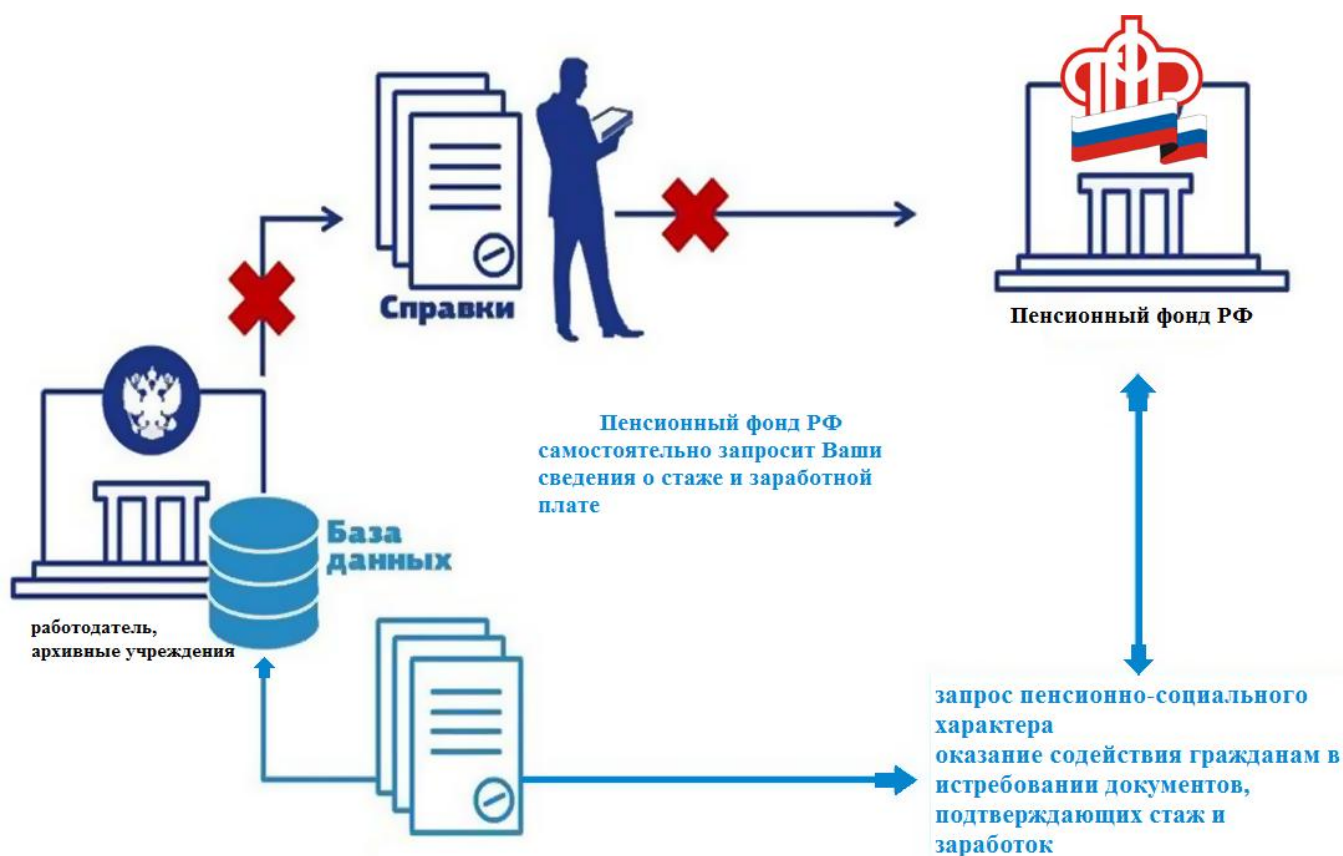 Справки
Пенсионный фонд РФ
Пенсионный фонд РФ
самостоятельно запросит Ваши
сведения о стаже и заработной
плате
База
данных
работодатель,
архивные учреждения
запрос пенсионно-социального
характера
оказание содействия гражданам в
истребовании документов,
подтверждающих стаж и
заработок